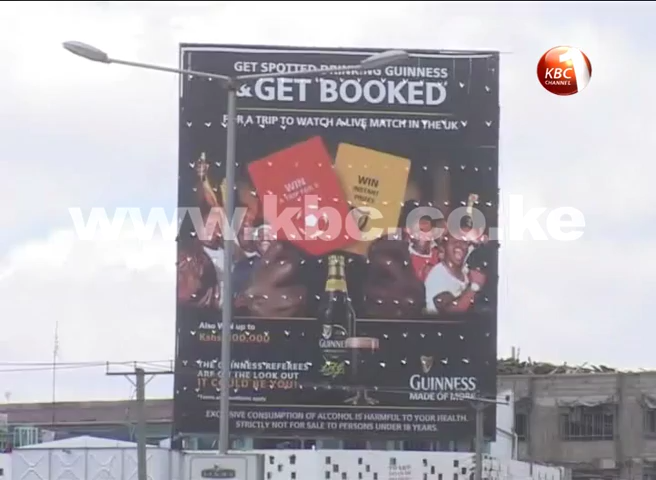 KBC
CHANNEL 1
GET SPOTTED DRINKING GUINNESS
& GET "BOOKED
FOR A TRIP TO WATCH A LIVE MATCH IN THE UK
WIN
WIN
INSTANT
PRIZES
www.kbc.co.ke
Also Win up to
GUINNESS
THE GUINNESS REFEREES
ARE ON THE LOOK OUT
IT COULD BE YOU!
GUINNESS
MADE OF MORE
EXCLUSIVE CONSUMPTION OF ALCOHOL IS HARMFUL TO YOUR HEALTH.
STRICTLY NOT FOR SALE TO PERSONS UNDER 18 YEARS.